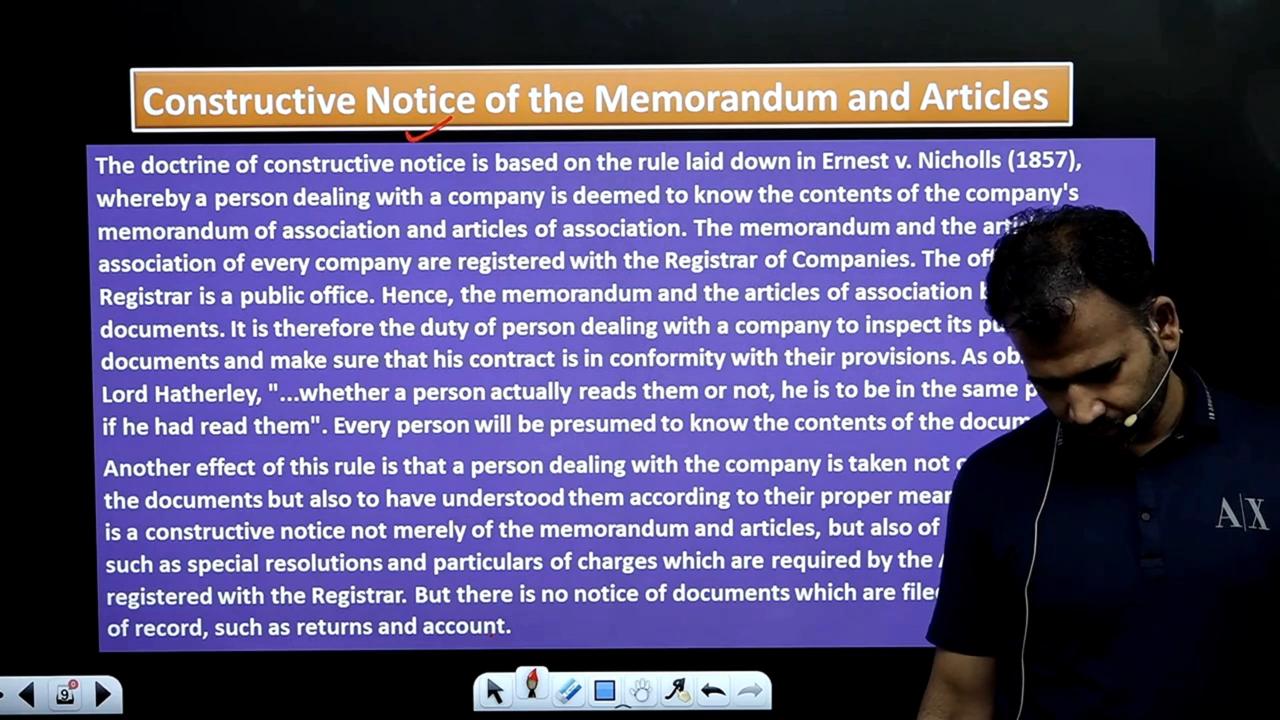 Constructive Notice of the Memorandum and Articles
The doctrine of constructive notice is based on the rule laid down in Ernest v. Nicholls (1857),
whereby a person dealing with a company is deemed to know the contents of the company's
memorandum of association and articles of association. The memorandum and the
association of every company are registered with the Registrar of Companies. The
Registrar is a public office. Hence, the memorandum and the articles of association
documents. It is therefore the duty of person dealing with a company to inspect its
documents and make sure that his contract is in conformity with their provisions. As
Lord Hatherley, "...whether a person actually reads them or not, he is to be in the same
if he had read them". Every person will be presumed to know the contents of the
Another effect of this rule is that a person dealing with the company is taken not
the documents but also to have understood them according to their proper
is a constructive notice not merely of the memorandum and articles, but also of
such as special resolutions and particulars of charges which are required by the
registered with the Registrar. But there is no notice of documents which are
of record, such as returns and account.
A|X
9
0